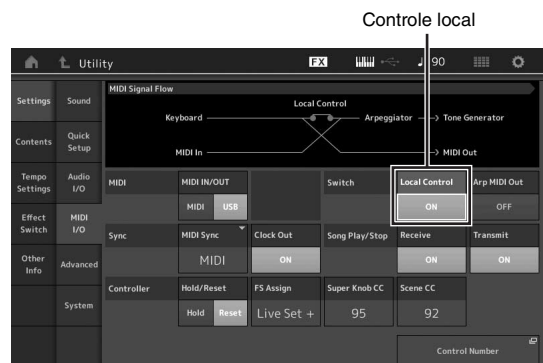 Controle local
Utility FX 90
MIDI Signal Flow
Local Control
Keyboard Arpeggiator Tone Generator
MIDI In MIDI Out
Settings Sound
Contents Quick Setup
Tempo Settings Audio I/O
Effect Switch MIDI I/O
Other Info Advanced
System
MIDI MIDI IN/OUT Switch Local Control Arp MIDI Out
MIDI USB ON OFF
Sync MIDI Sync Clock Out Song Play/Stop Receive Transmit
MIDI ON ON ON
Controller Hold/Reset FS Assign Super Knob CC Scene CC
Hold Reset Live Set + 95 92
Control Number